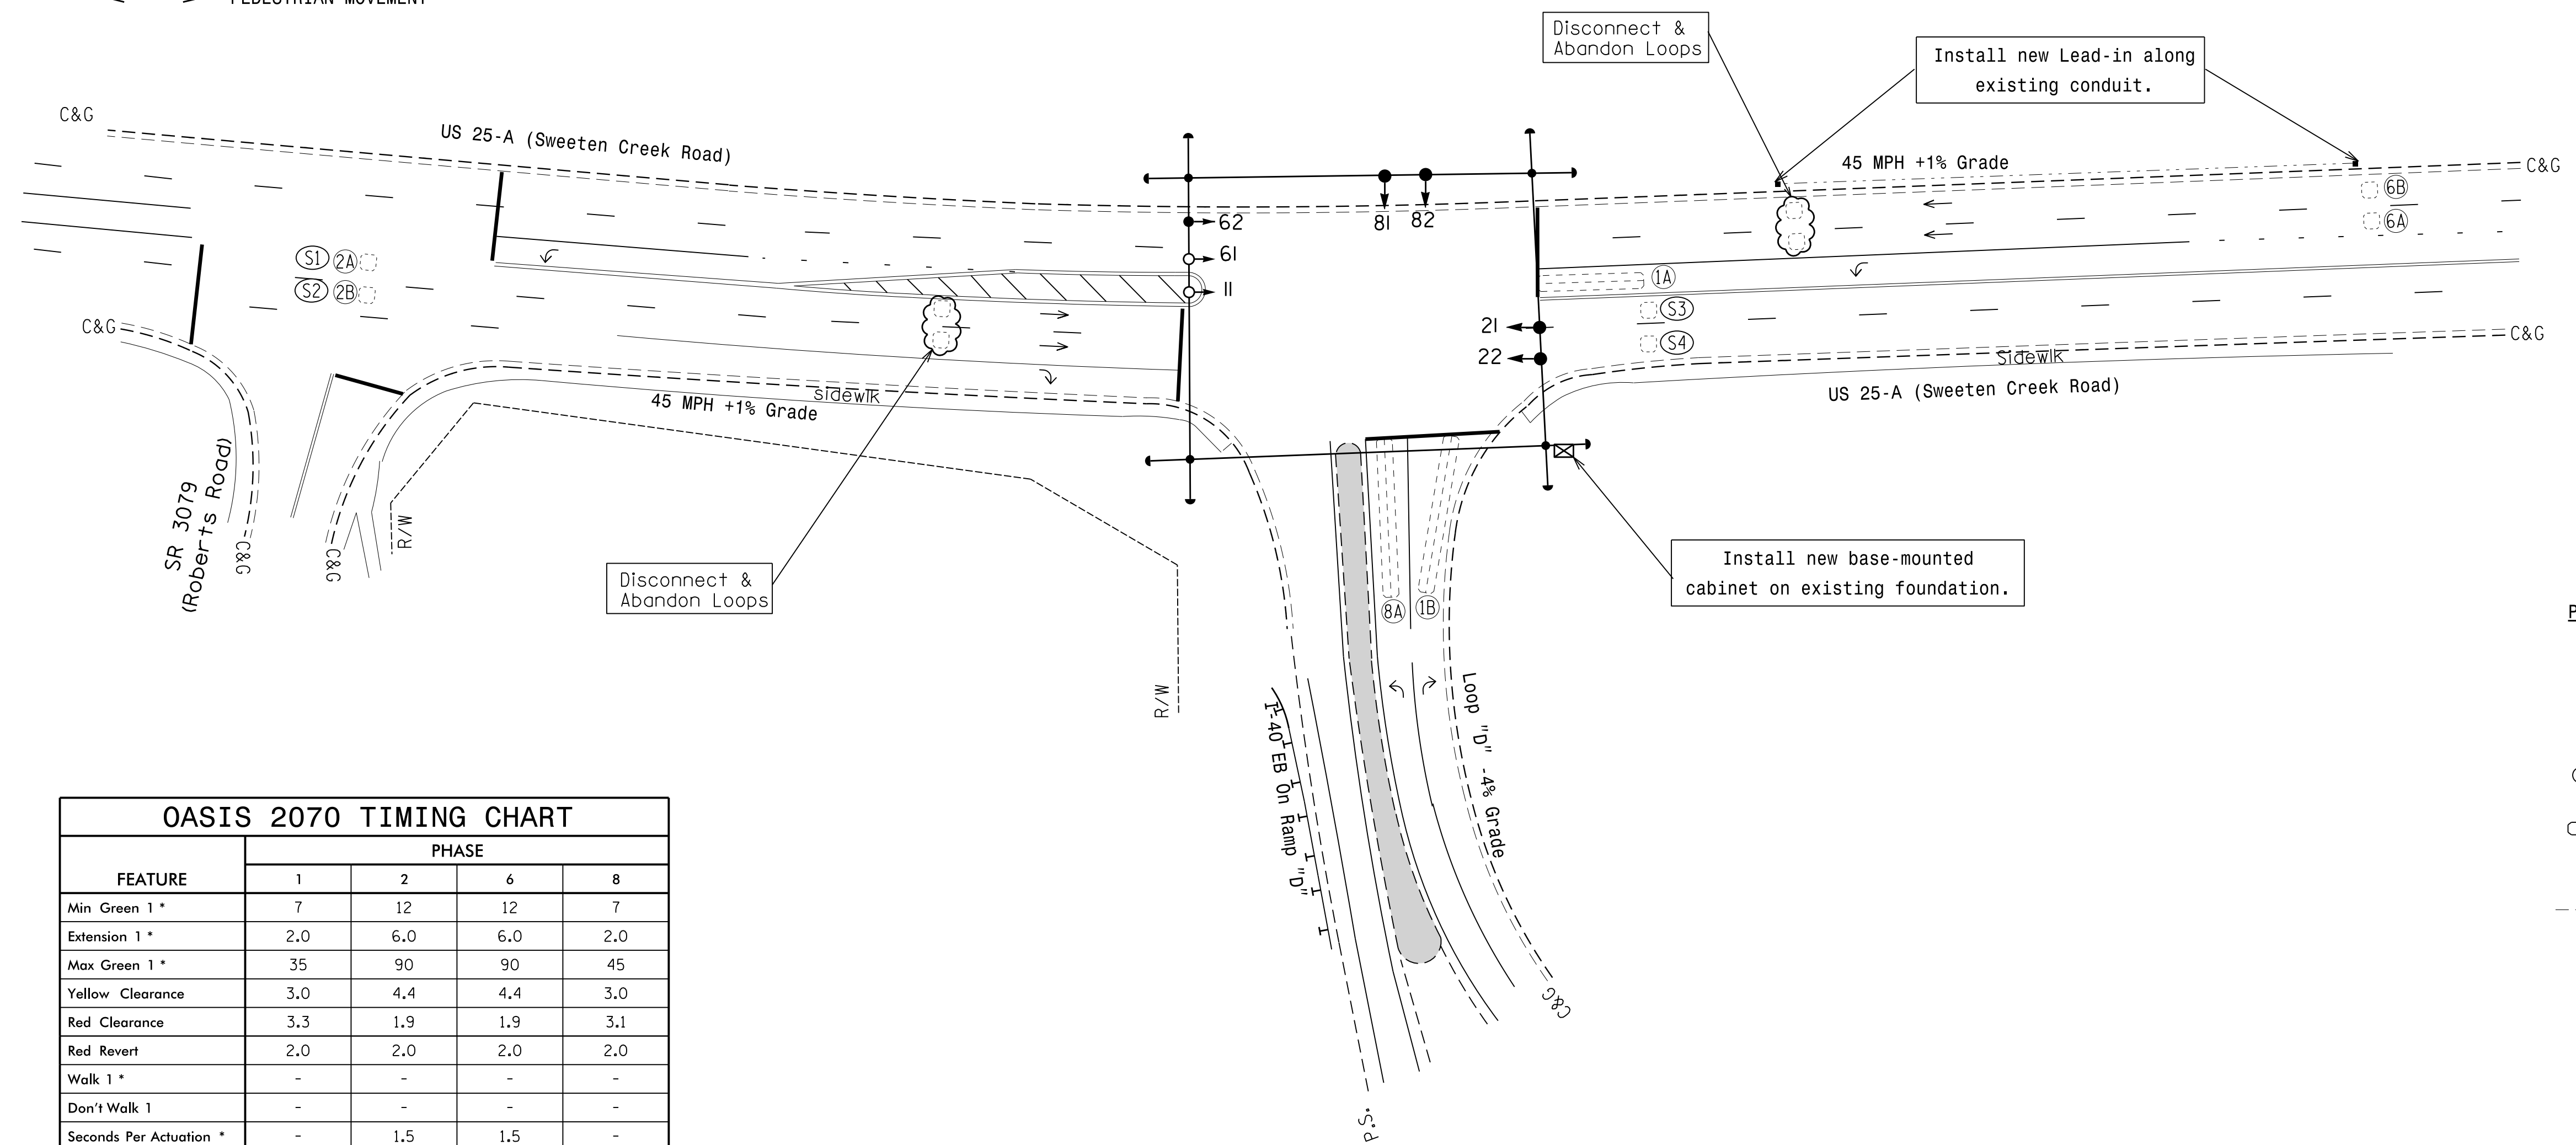 PEDESTRIAN MOVEMENT
Disconnect &
Abandon Loops
Install new Lead-in along
existing conduit.
C&G
US 25-A (Sweeten Creek Road)
45 MPH +1% Grade
C&G
6B
6A
62
61
11
81
82
S1
2A
S2
2B
1A
S3
S4
21
22
C&G
C&G
Sidewlk
US 25-A (Sweeten Creek Road)
sidewlk
45 MPH +1% Grade
SR 3079
(Roberts Road)
C&G
C&G
R/W
Disconnect &
Abandon Loops
Install new base-mounted
cabinet on existing foundation.
8A
1B
R/W
I-40 EB On Ramp "D"
Loop "D" -4% Grade
C&G
P.S.
P
OASIS 2070 TIMING CHART
PHASE
FEATURE 1 2 6 8
Min Green 1 * 7 12 12 7
Extension 1 * 2.0 6.0 6.0 2.0
Max Green 1 * 35 90 90 45
Yellow Clearance 3.0 4.4 4.4 3.0
Red Clearance 3.3 1.9 1.9 3.1
Red Revert 2.0 2.0 2.0 2.0
Walk 1 * - - - -
Don't Walk 1 - - - -
Seconds Per Actuation * - 1.5 1.5 -